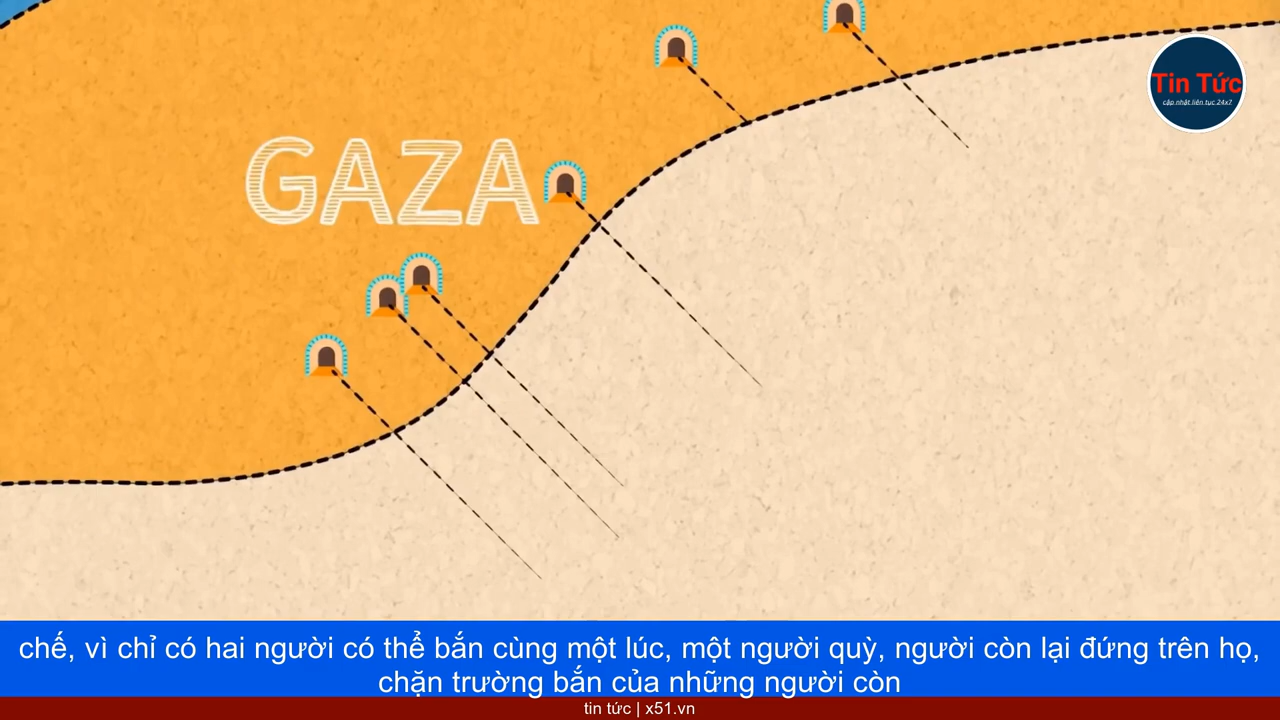 Tin Tức
cập nhật liên tục 24x7
GAZA
chế, vì chỉ có hai người có thể bắn cùng một lúc, một người quỳ, người còn lại đứng trên họ,
chặn trường bắn của những người còn
tin tức | x51.vn